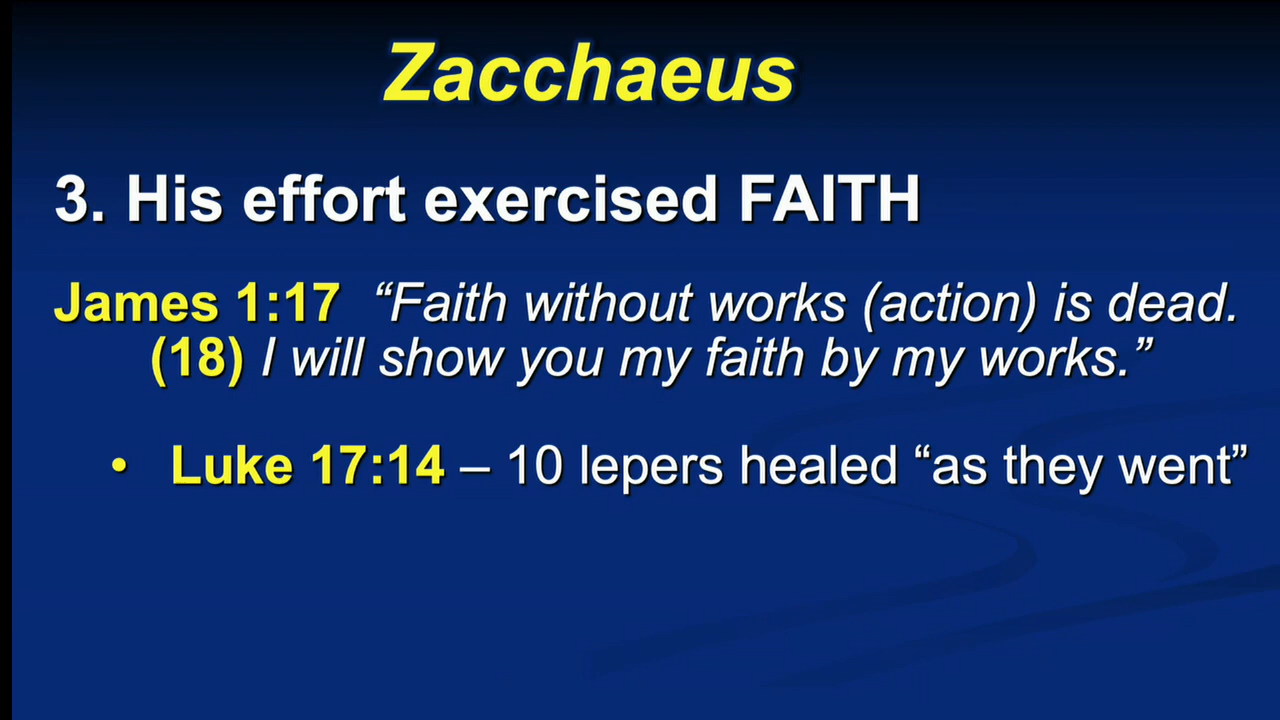 Zacchaeus
3. His effort exercised FAITH
James 1:17 “Faith without works (action) is dead.
(18) I will show you my faith by my works.”
• Luke 17:14 – 10 lepers healed “as they went”